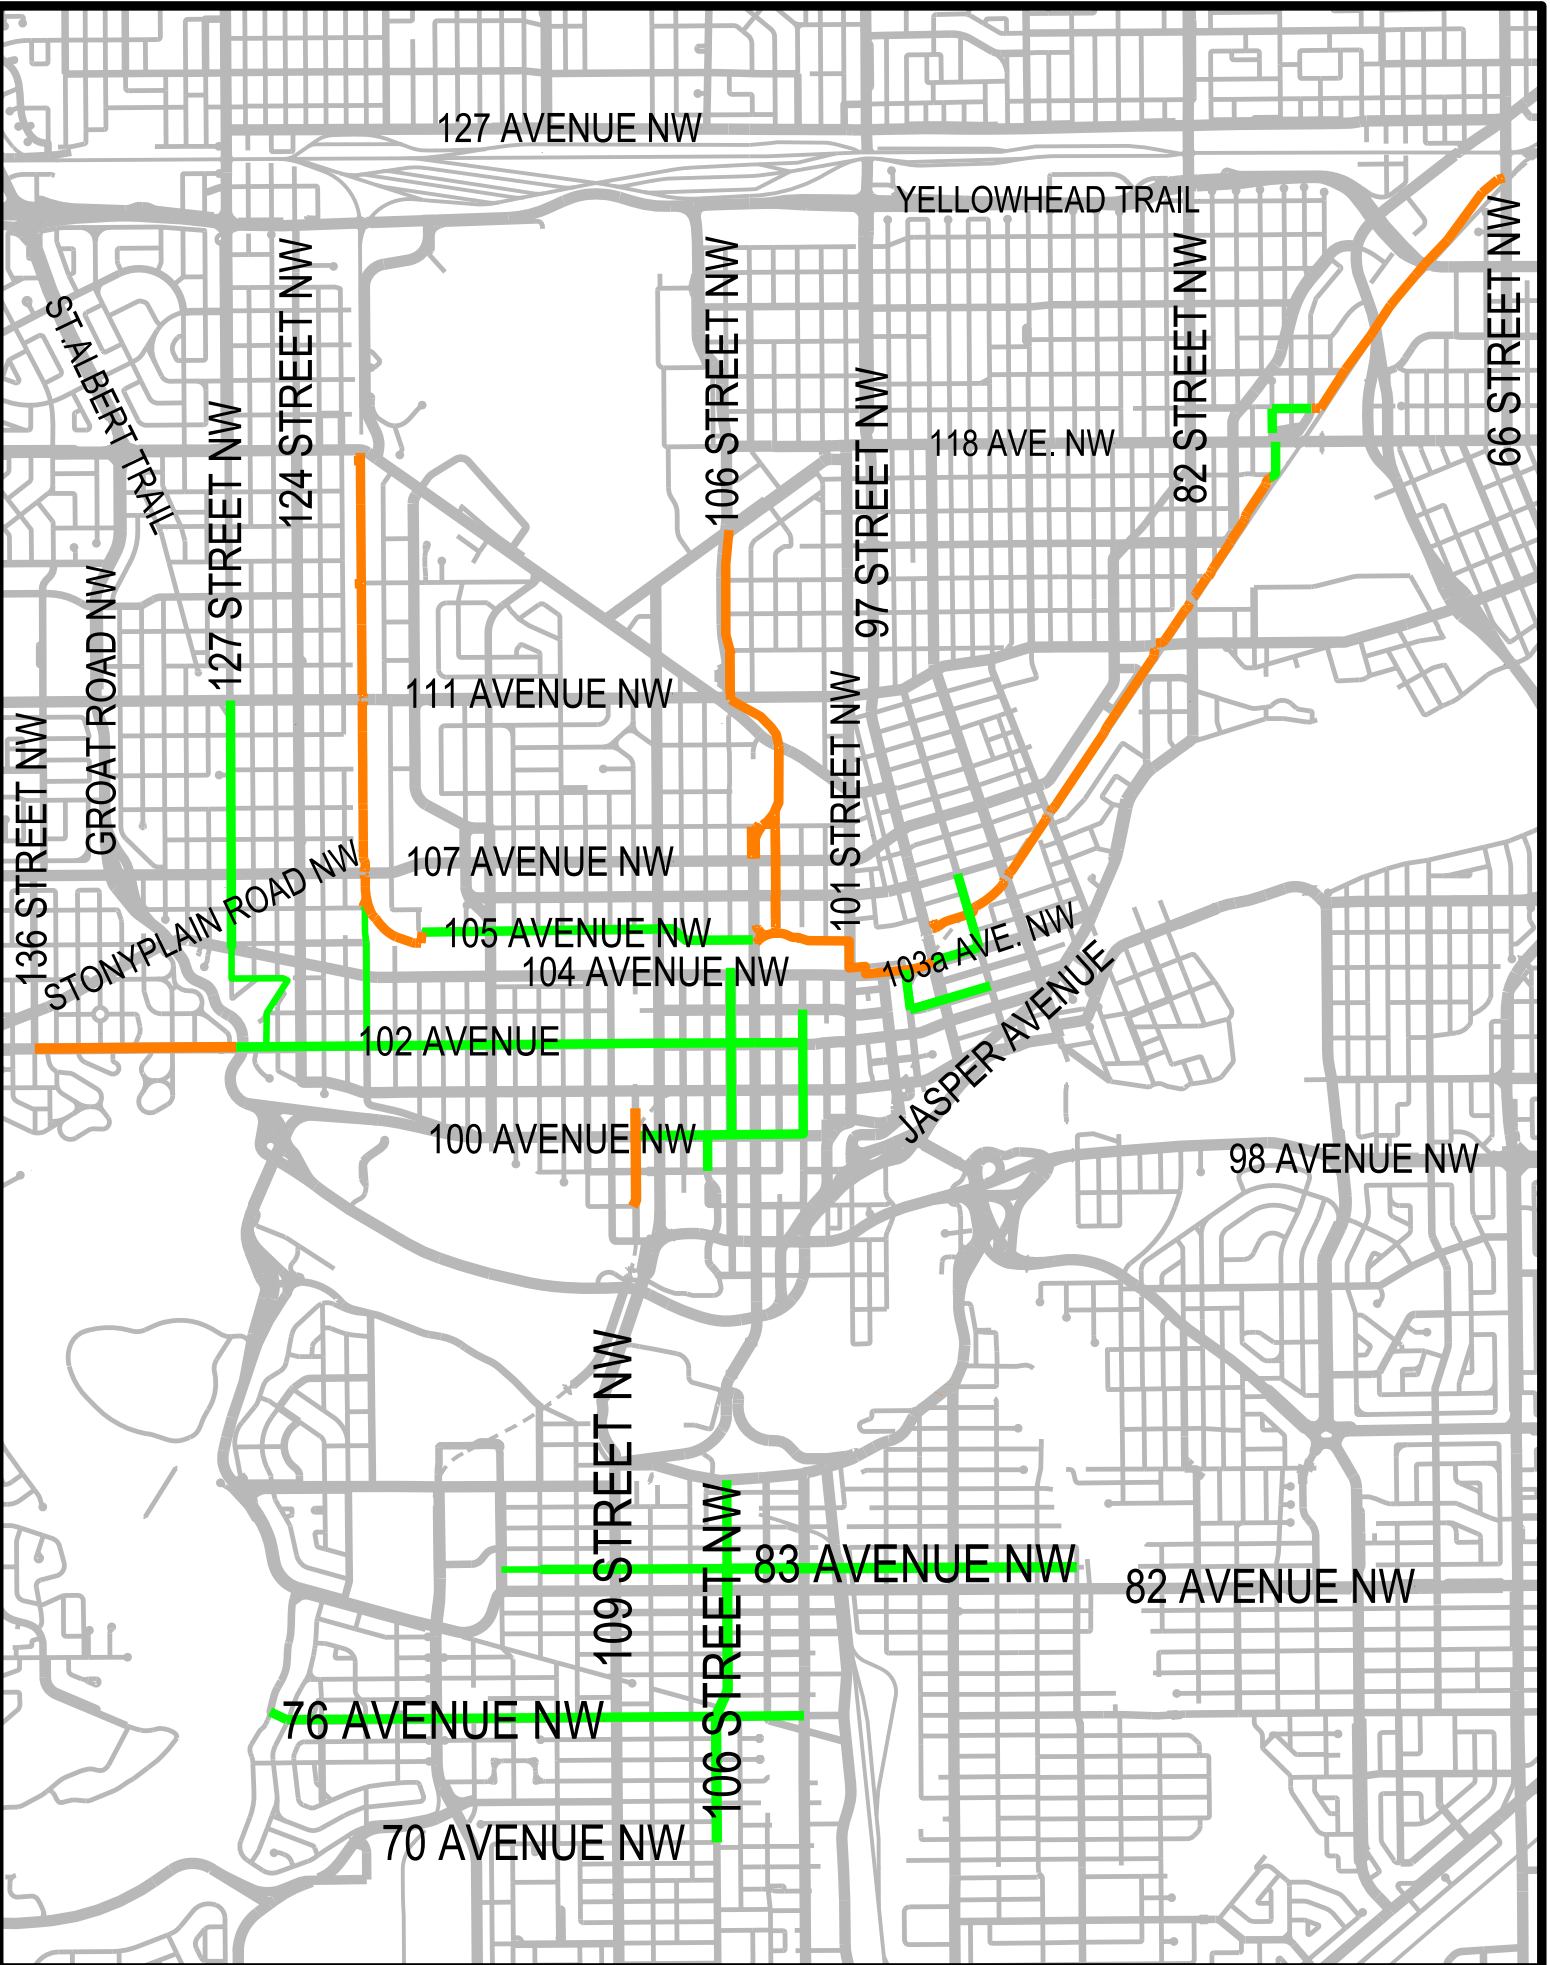 127 AVENUE NW
YELLOWHEAD TRAIL
66 STREET NW
82 STREET NW
106 STREET NW
124 STREET NW
ST.ALBERT TRAIL
97 STREET NW
127 STREET NW
118 AVE. NW
GROAT ROAD NW
111 AVENUE NW
101 STREET NW
136 STREET NW
107 AVENUE NW
STONYPLAIN ROAD NW
105 AVENUE NW
103a AVE. NW
104 AVENUE NW
JASPER AVENUE
102 AVENUE
100 AVENUE NW
98 AVENUE NW
109 STREET NW
106 STREET NW
83 AVENUE NW
82 AVENUE NW
76 AVENUE NW
70 AVENUE NW